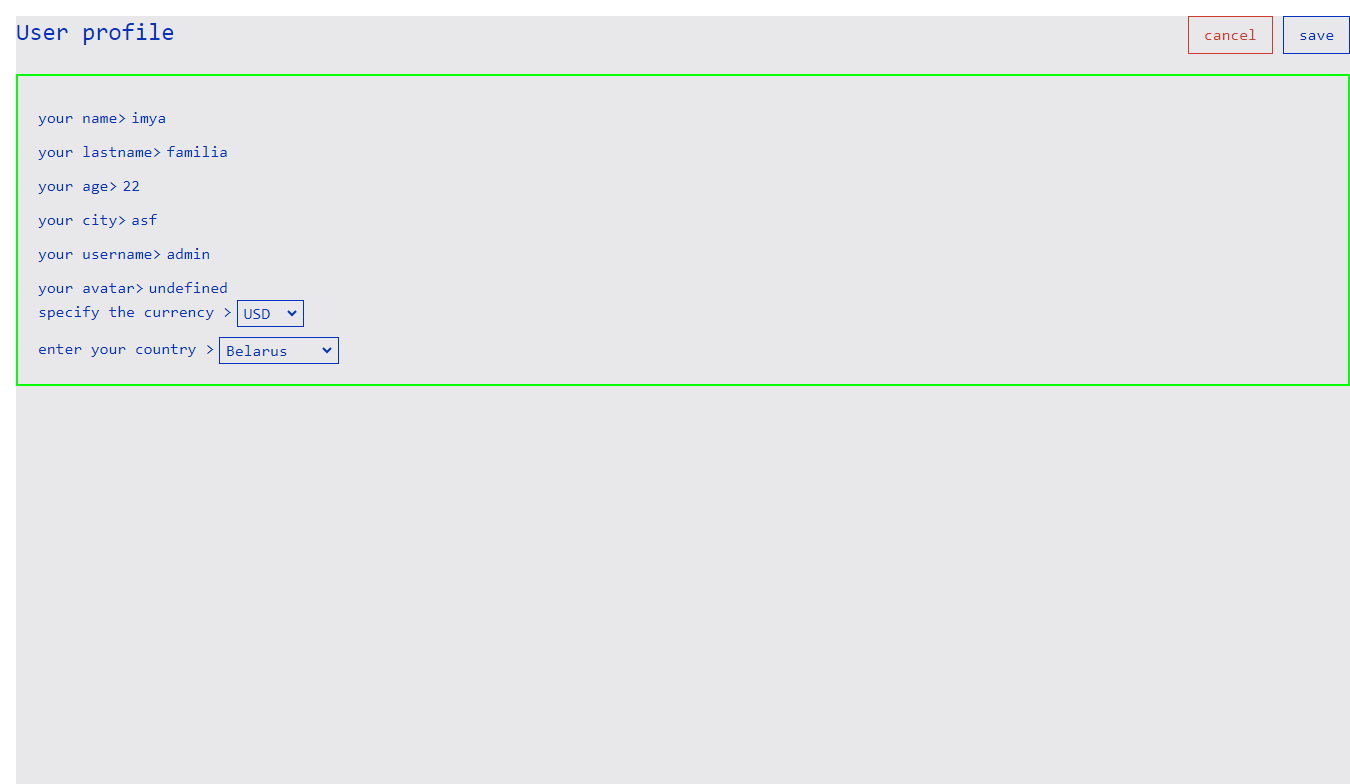 User profile
cancel
save
your name> imya
your lastname> familia
your age> 22
your city> asf
your username> admin
your avatar> undefined
specify the currency > USD
enter your country > Belarus